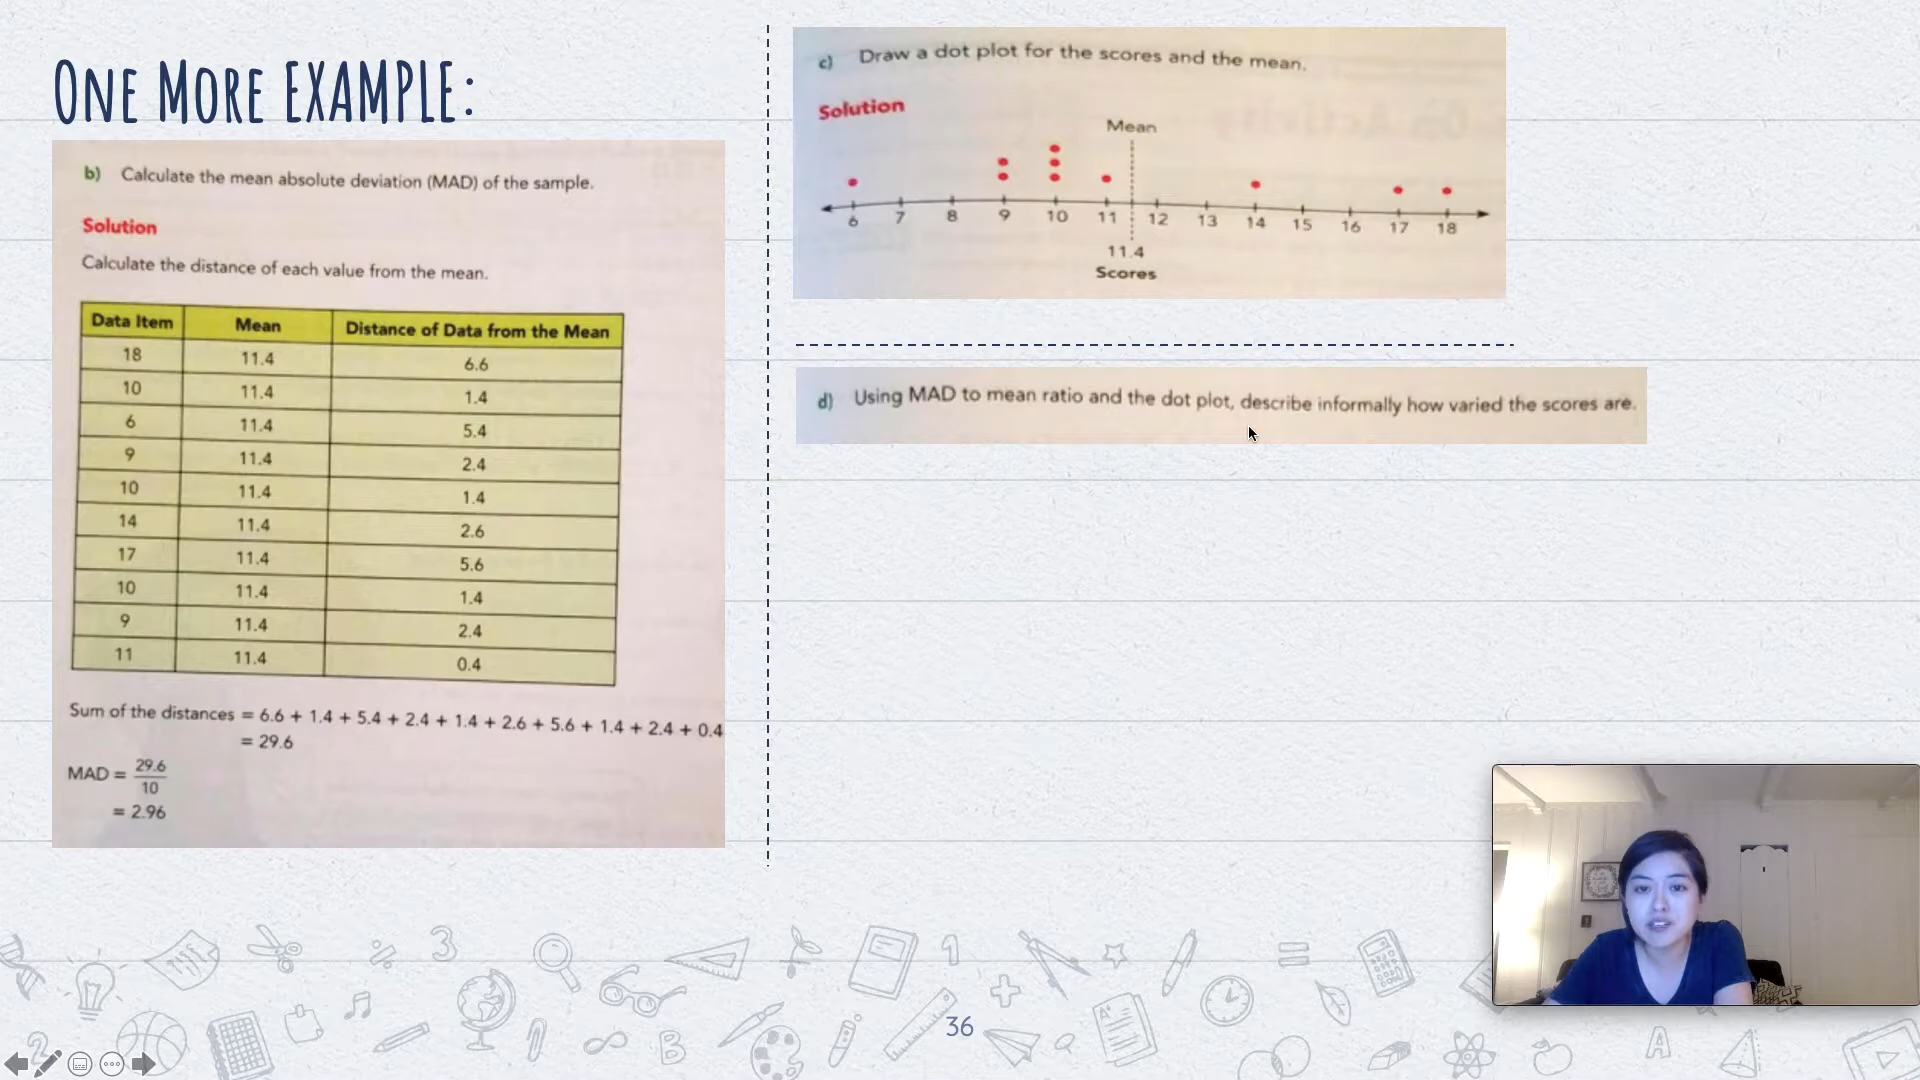 ONE MORE EXAMPLE:
b) Calculate the mean absolute deviation (MAD) of the sample.
Solution
Calculate the distance of each value from the mean.
Data Item Mean Distance of Data from the Mean
18 11.4 6.6
10 11.4 1.4
6 11.4 5.4
9 11.4 2.4
10 11.4 1.4
14 11.4 2.6
17 11.4 5.6
10 11.4 1.4
9 11.4 2.4
11 11.4 0.4
Sum of the distances = 6.6 + 1.4 + 5.4 + 2.4 + 1.4 + 2.6 + 5.6 + 1.4 + 2.4 + 0.4
= 29.6
MAD = 29.6
10
= 2.96
c) Draw a dot plot for the scores and the mean.
Solution
Mean
6 7 8 9 10 11 12 13 14 15 16 17 18
11.4
Scores
d) Using MAD to mean ratio and the dot plot, describe informally how varied the scores are.
36